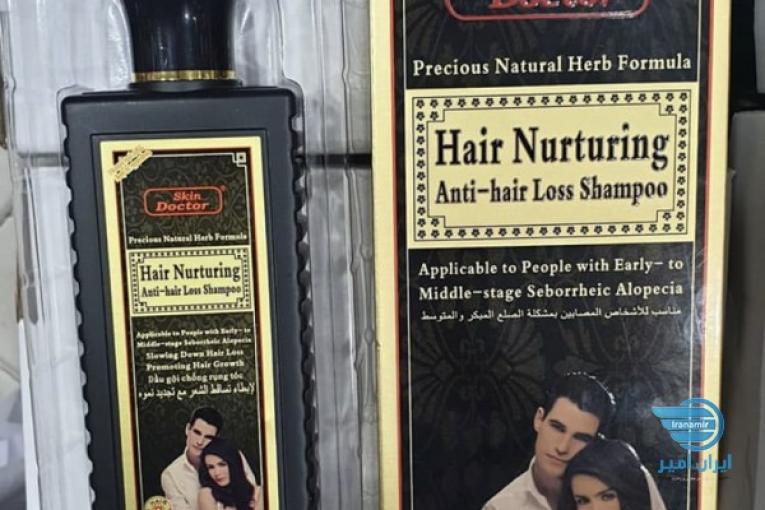 Skin
Doctor
Precious Natural Herb Formula
Hair Nurturing
Anti-hair Loss Shampoo
Applicable to People with Early- to
Middle-stage Seborrheic Alopecia
Slowing Down Hair Loss
Promoting Hair Growth
Dầu gội chống rụng tóc
لإبطاء تساقط الشعر مع تجديد نموه
Doctor
Precious Natural Herb Formula
Hair Nurturing
Anti-hair Loss Shampoo
Applicable to People with Early- to
Middle-stage Seborrheic Alopecia
مناسب للأشخاص المصابين بمشكلة الصلع المبكر والمتوسط
Iranamir
ایران امیر